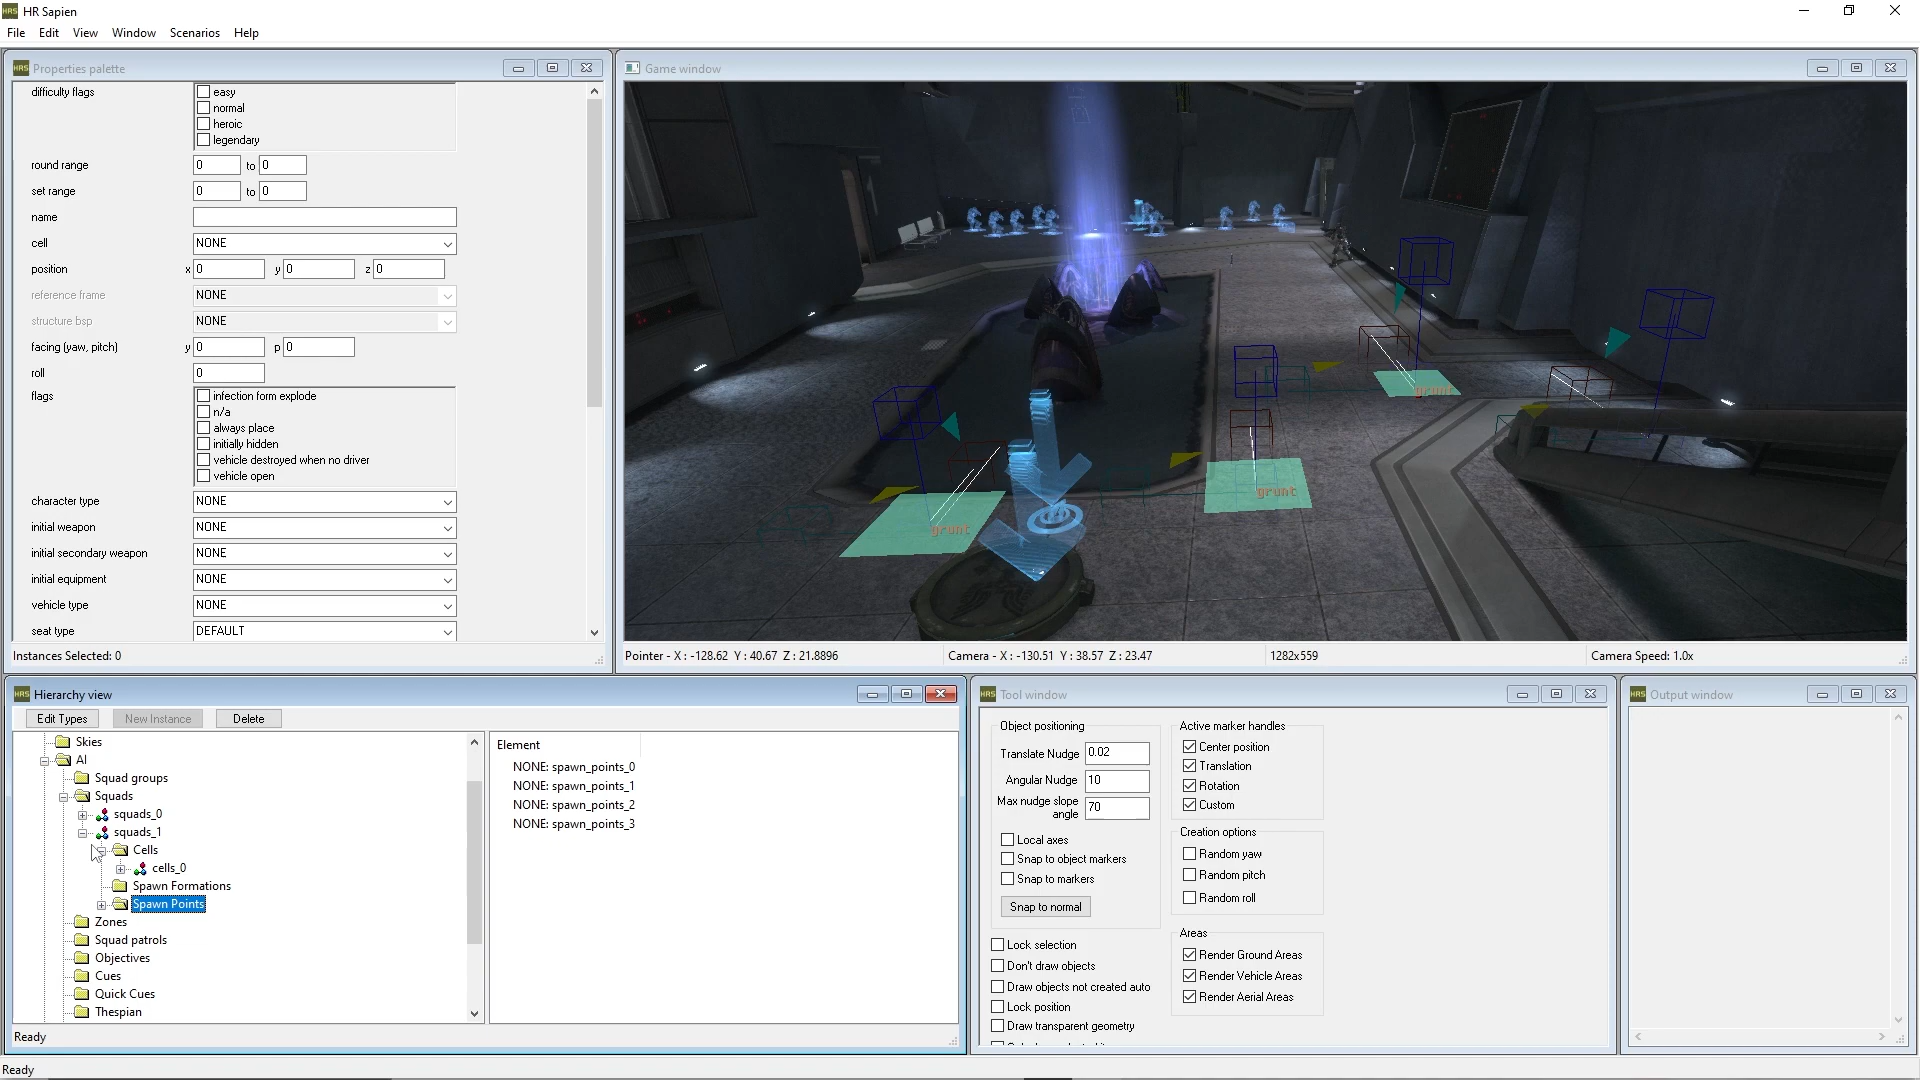 HR Sapien
File Edit View Window Scenarios Help
Properties palette
difficulty flags
easy
normal
heroic
legendary
round range 0 to 0
set range 0 to 0
name
cell NONE
position x 0 y 0 z 0
reference frame NONE
structure bsp NONE
facing (yaw, pitch) y 0 p 0
roll 0
flags
infection form explode
n/a
always place
initially hidden
vehicle destroyed when no driver
vehicle open
character type NONE
initial weapon NONE
initial secondary weapon NONE
initial equipment NONE
vehicle type NONE
seat type DEFAULT
Instances Selected: 0
Game window
grunt
grunt
grunt
Pointer - X : -128.62 Y : 40.67 Z : 21.8896
Camera - X : -130.51 Y : 38.57 Z : 23.47
1282x559
Camera Speed: 1.0x
Hierarchy view
Edit Types New Instance Delete
Skies
AI
Squad groups
Squads
squads_0
squads_1
Cells
cells_0
Spawn Formations
Spawn Points
Zones
Squad patrols
Objectives
Cues
Quick Cues
Thespian
Element
NONE: spawn_points_0
NONE: spawn_points_1
NONE: spawn_points_2
NONE: spawn_points_3
Ready
Tool window
Object positioning
Translate Nudge 0.02
Angular Nudge 10
Max nudge slope
angle 70
Local axes
Snap to object markers
Snap to markers
Snap to normal
Lock selection
Don't draw objects
Draw objects not created auto
Lock position
Draw transparent geometry
Active marker handles
Center position
Translation
Rotation
Custom
Creation options
Random yaw
Random pitch
Random roll
Areas
Render Ground Areas
Render Vehicle Areas
Render Aerial Areas
Output window
Ready